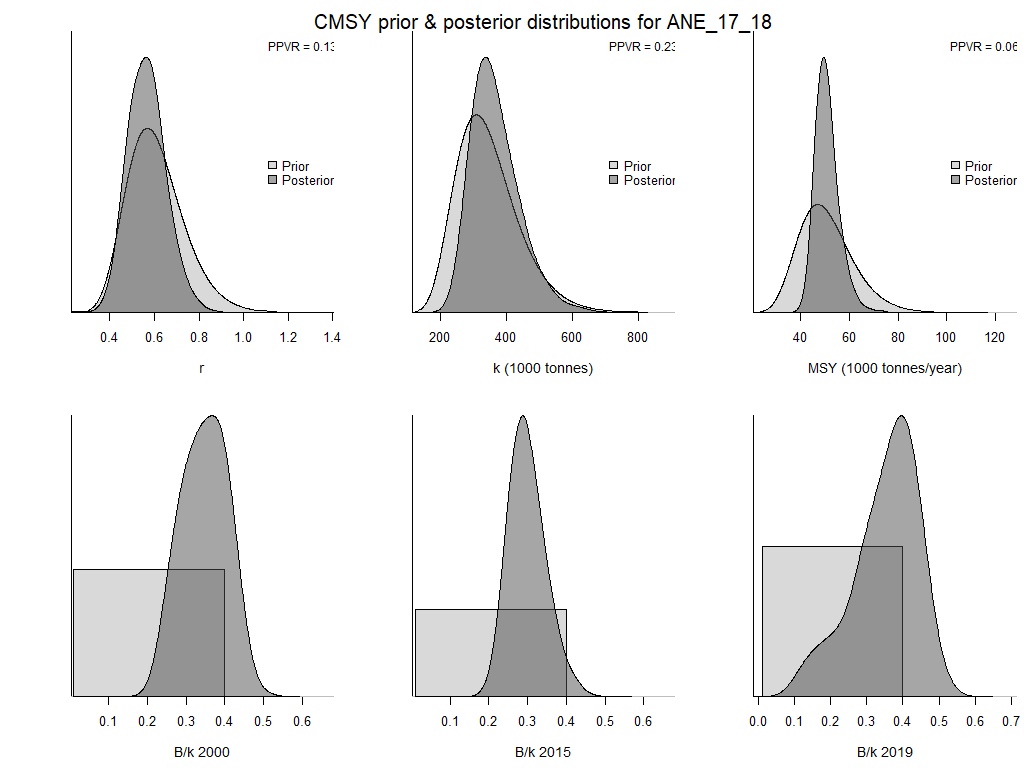 CMSY prior & posterior distributions for ANE_17_18
PPVR = 0.13
Prior
Posterior
0.4 0.6 0.8 1.0 1.2 1.4
r
PPVR = 0.23
Prior
Posterior
200 400 600 800
k (1000 tonnes)
PPVR = 0.06
Prior
Posterior
40 60 80 100 120
MSY (1000 tonnes/year)
0.1 0.2 0.3 0.4 0.5 0.6
B/k 2000
0.1 0.2 0.3 0.4 0.5 0.6
B/k 2015
0.0 0.1 0.2 0.3 0.4 0.5 0.6 0.7
B/k 2019